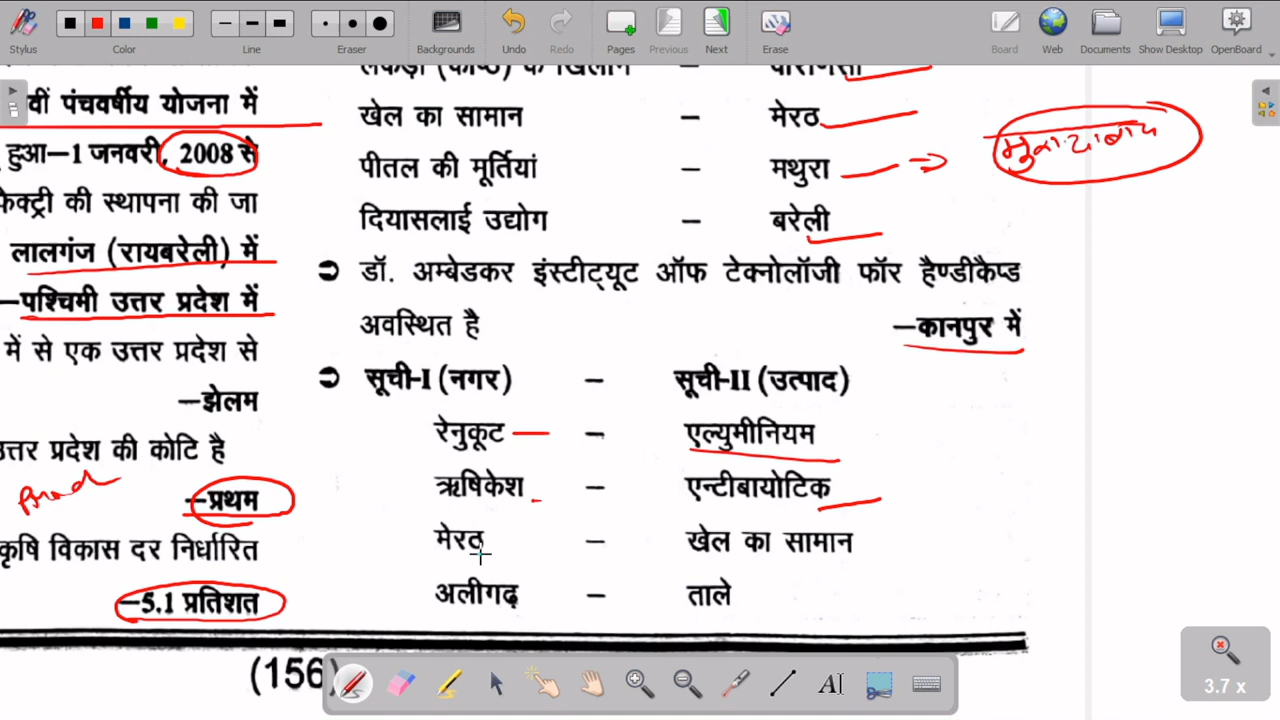 Stylus
Color
Line
Eraser
Backgrounds
Undo
Redo
Pages
Previous
Next
Erase
Board
Web
Documents
Show Desktop
OpenBoard
वीं पंचवर्षीय योजना में
हुआ–1 जनवरी, 2008 से
फैक्ट्री की स्थापना की जा
लालगंज (रायबरेली) में
–पश्चिमी उत्तर प्रदेश में
में से एक उत्तर प्रदेश से
–झेलम
उत्तर प्रदेश की कोटि है
–प्रथम
कृषि विकास दर निर्धारित
–5.1 प्रतिशत
लकड़ी (काष्ठ) के खिलौने – वाराणसी
खेल का सामान – मेरठ
पीतल की मूर्तियां – मथुरा
मुरादाबाद
दियासलाई उद्योग – बरेली
➲ डॉ. अम्बेडकर इंस्टीट्यूट ऑफ टेक्नोलॉजी फॉर हैण्डीकैप्ड
अवस्थित है –कानपुर में
➲ सूची-I (नगर) – सूची-II (उत्पाद)
रेनुकूट – एल्युमीनियम
ऋषिकेश – एन्टीबायोटिक
मेरठ – खेल का सामान
अलीगढ़ – ताले
(156)
3.7 x